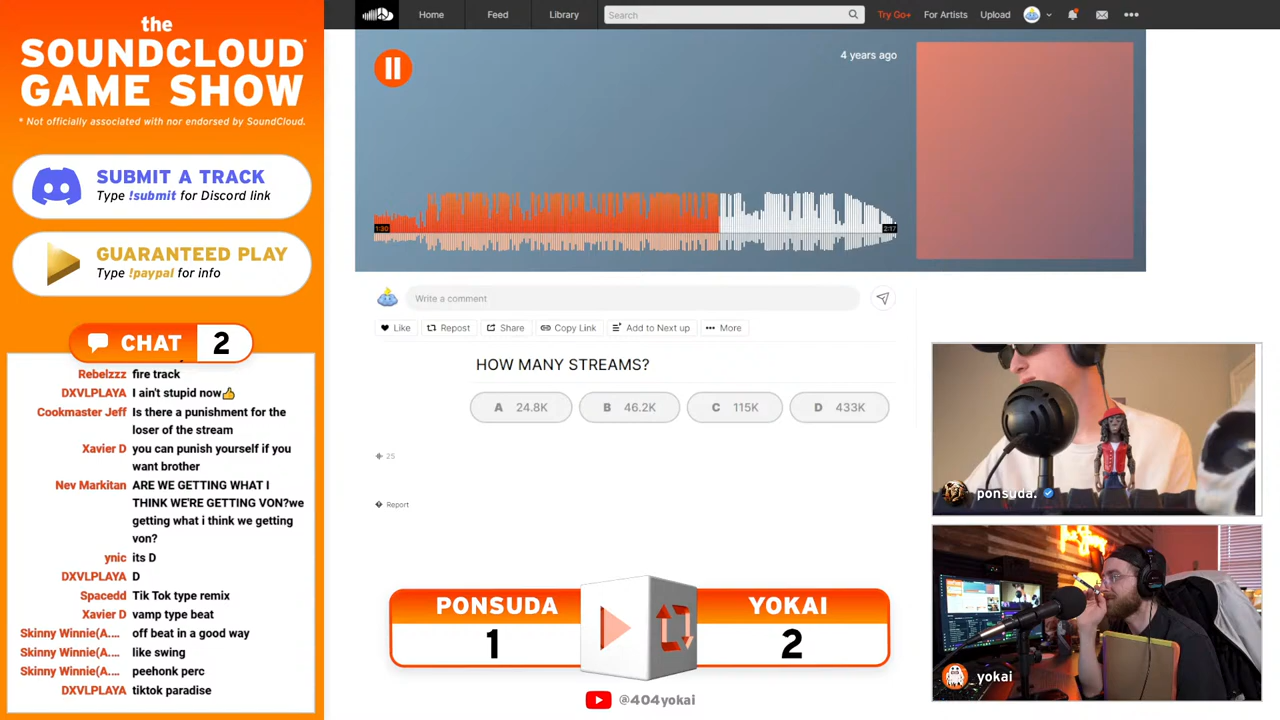 the
SOUNDCLOUD
GAME SHOW
* Not officially associated with nor endorsed by SoundCloud.
SUBMIT A TRACK
Type !submit for Discord link
GUARANTEED PLAY
Type !paypal for info
CHAT 2
Rebelzzz fire track
DXVLPLAYA I ain't stupid now👍
Cookmaster Jeff Is there a punishment for the
loser of the stream
Xavier D you can punish yourself if you
want brother
Nev Markitan ARE WE GETTING WHAT I
THINK WE'RE GETTING VON?we
getting what i think we getting
von?
ynic its D
DXVLPLAYA D
Spacedd Tik Tok type remix
Xavier D vamp type beat
Skinny Winnie(A.... off beat in a good way
Skinny Winnie(A.... like swing
Skinny Winnie(A.... peehonk perc
DXVLPLAYA tiktok paradise
Home Feed Library Search Try Go+ For Artists Upload
4 years ago
1:30 2:17
Write a comment
Like Repost Share Copy Link Add to Next up More
HOW MANY STREAMS?
A 24.8K B 46.2K C 115K D 433K
25
Report
ponsuda.
yokai
PONSUDA YOKAI
1 2
@404yokai